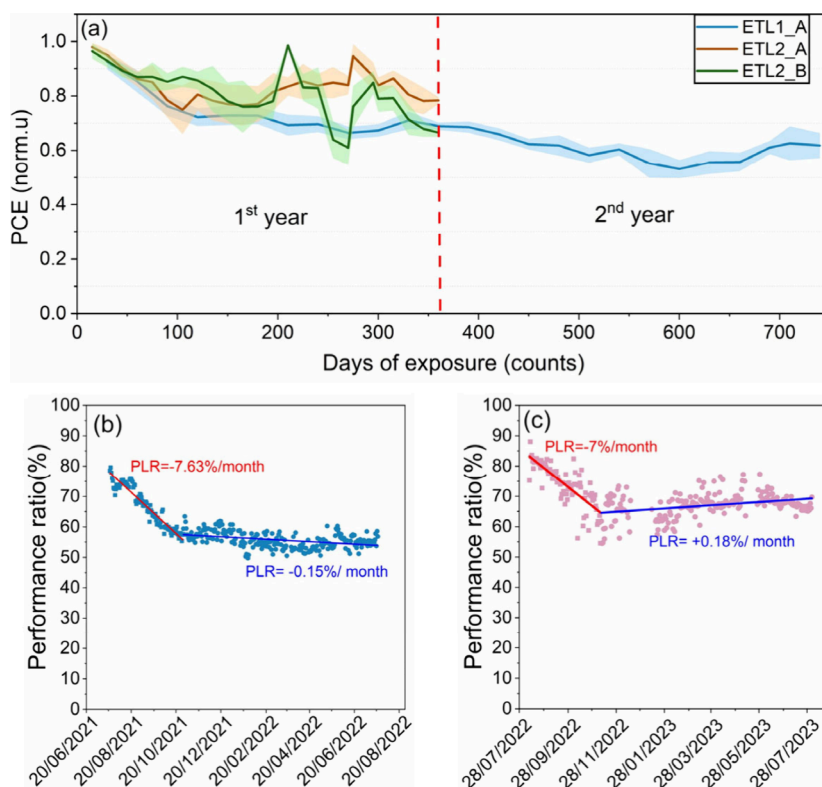 (a)
ETL1_A
ETL2_A
ETL2_B
PCE (norm.u)
1.0
0.8
0.6
0.4
0.2
0.0
1st year
2nd year
0 100 200 300 400 500 600 700
Days of exposure (counts)
(b)
Performance ratio(%)
100
90
80
70
60
50
40
30
20
10
0
PLR=-7.63%/month
PLR= -0.15%/ month
20/06/2021
20/08/2021
20/10/2021
20/12/2021
20/02/2022
20/04/2022
20/06/2022
20/08/2022
(c)
Performance ratio(%)
100
90
80
70
60
50
40
30
20
10
0
PLR=-7%/month
PLR= +0.18%/ month
28/07/2022
28/09/2022
28/11/2022
28/01/2023
28/03/2023
28/05/2023
28/07/2023